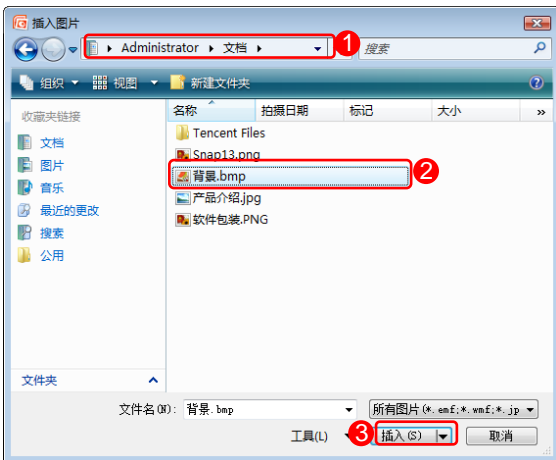 插入图片
Administrator 文档
1
搜索
组织 视图 新建文件夹
收藏夹链接
名称 拍摄日期 标记 大小 »
文档
图片
音乐
最近的更改
搜索
公用
Tencent Files
Snap13.png
背景.bmp
2
产品介绍.jpg
软件包装.PNG
文件夹
文件名(N): 背景.bmp
所有图片(*.emf;*.wmf;*.jp
工具(L)
3
插入(S)
取消